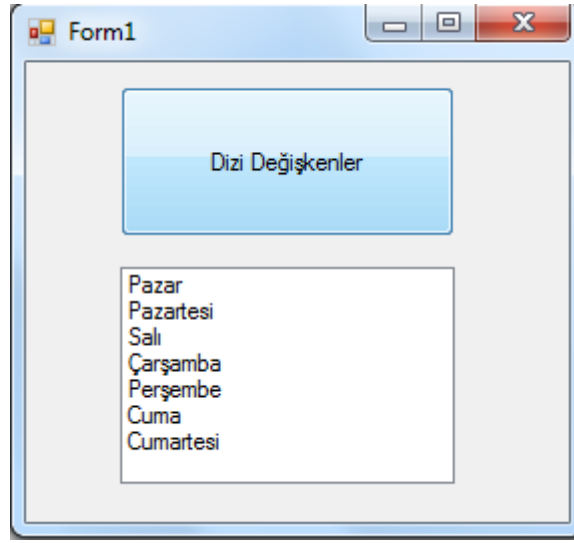 Form1
Dizi Değişkenler
Pazar
Pazartesi
Salı
Çarşamba
Perşembe
Cuma
Cumartesi